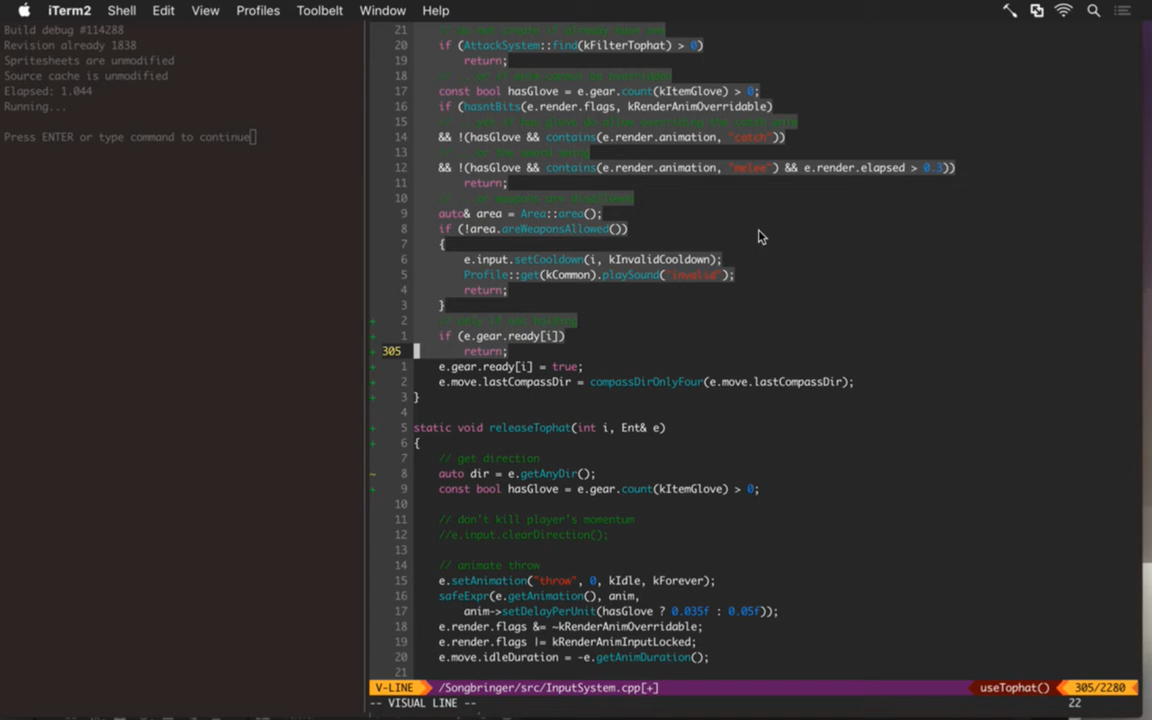 iTerm2 Shell Edit View Profiles Toolbelt Window Help
Build debug #114288
Revision already 1838
Spritesheets are unmodified
Source cache is unmodified
Elapsed: 1.044
Running...
Press ENTER or type command to continue
21
20 if (AttackSystem::find(kFilterTophat) > 0)
19 return;
18
17 const bool hasGlove = e.gear.count(kItemGlove) > 0;
16 if (hasntBits(e.render.flags, kRenderAnimOverridable)
15
14 && !(hasGlove && contains(e.render.animation, "catch"))
13
12 && !(hasGlove && contains(e.render.animation, "melee") && e.render.elapsed > 0.3))
11 return;
10 // ...or weapons are disallowed
9 auto& area = Area::area();
8 if (!area.areWeaponsAllowed())
7 {
6 e.input.setCooldown(i, kInvalidCooldown);
5 Profile::get(kCommon).playSound("invalid");
4 return;
3 }
2 // only if not
1 if (e.gear.ready[i])
305 return;
1 e.gear.ready[i] = true;
2 e.move.lastCompassDir = compassDirOnlyFour(e.move.lastCompassDir);
3 }
4
5 static void releaseTophat(int i, Ent& e)
6 {
7 // get direction
8 auto dir = e.getAnyDir();
9 const bool hasGlove = e.gear.count(kItemGlove) > 0;
10
11 // don't kill player's momentum
12 //e.input.clearDirection();
13
14 // animate throw
15 e.setAnimation("throw", 0, kIdle, kForever);
16 safeExpr(e.getAnimation(), anim,
17 anim->setDelayPerUnit(hasGlove ? 0.035f : 0.05f));
18 e.render.flags &= ~kRenderAnimOverridable;
19 e.render.flags |= kRenderAnimInputLocked;
20 e.move.idleDuration = -e.getAnimDuration();
21
V-LINE /Songbringer/src/InputSystem.cpp[+] useTophat() 305/2280
-- VISUAL LINE -- 22